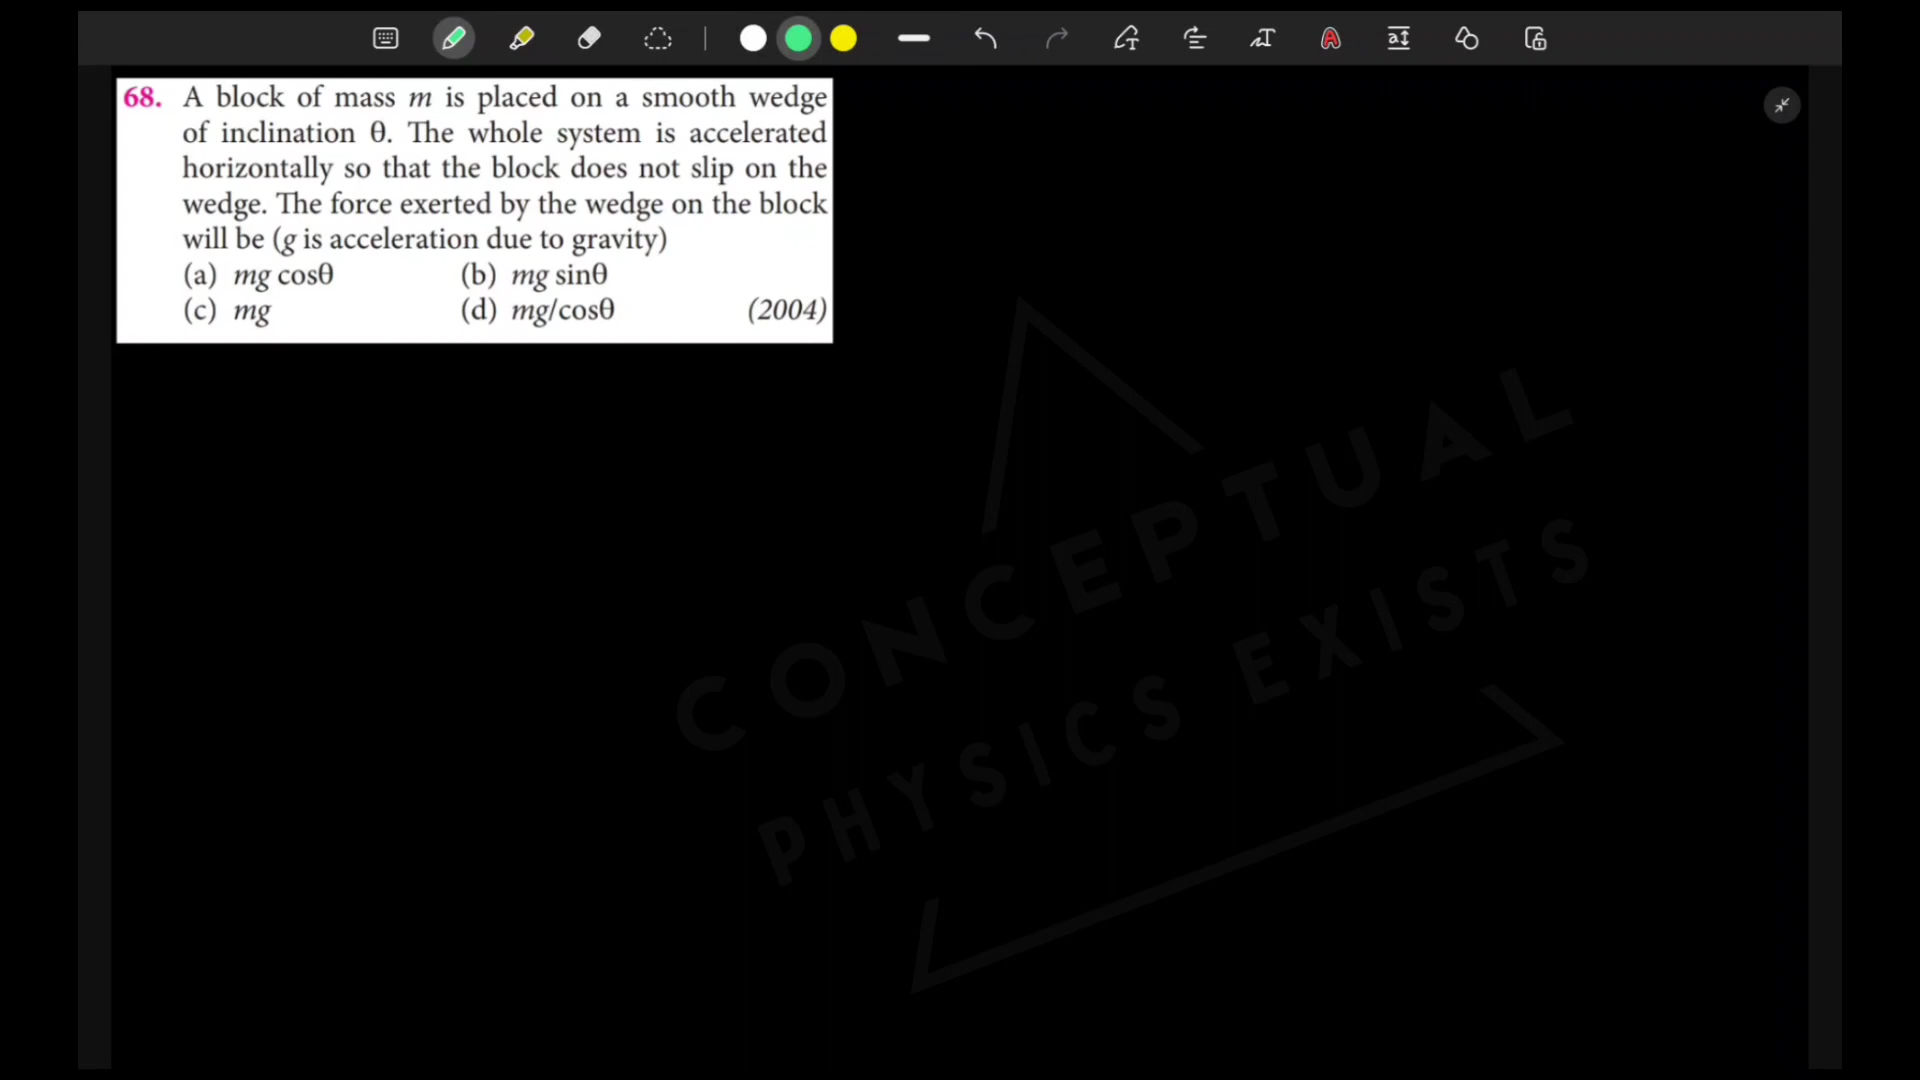 68. A block of mass m is placed on a smooth wedge
of inclination θ. The whole system is accelerated
horizontally so that the block does not slip on the
wedge. The force exerted by the wedge on the block
will be (g is acceleration due to gravity)
(a) mg cosθ (b) mg sinθ
(c) mg (d) mg/cosθ (2004)
CONCEPTUAL
PHYSICS EXISTS